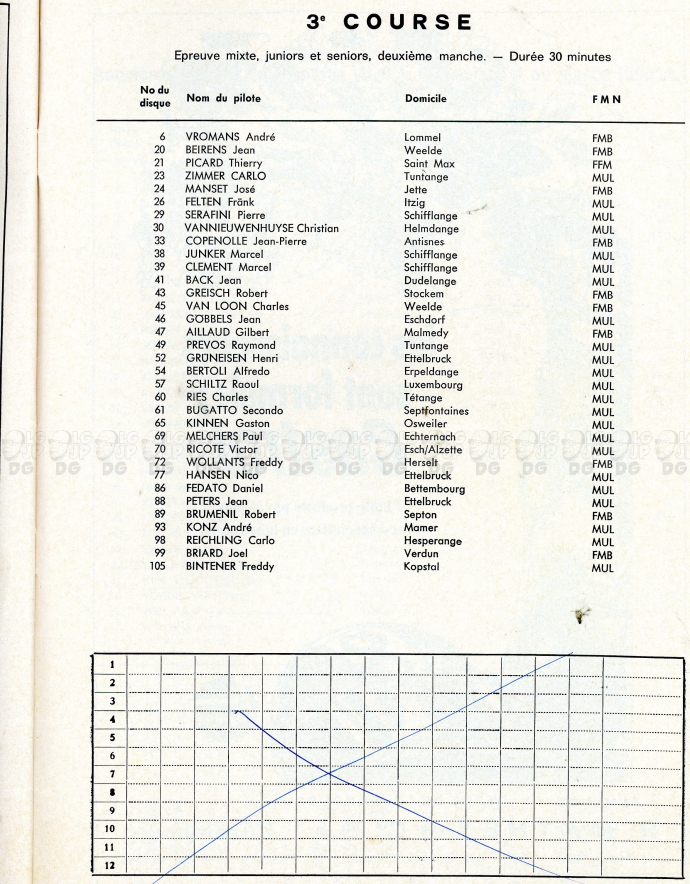 3e COURSE
Epreuve mixte, juniors et seniors, deuxième manche. — Durée 30 minutes
No du disque Nom du pilote Domicile FMN
6 VROMANS André Lommel FMB
20 BEIRENS Jean Weelde FMB
21 PICARD Thierry Saint Max FFM
23 ZIMMER CARLO Tuntange MUL
24 MANSET José Jette FMB
26 FELTEN Fränk Itzig MUL
29 SERAFINI Pierre Schifflange MUL
30 VANNIEUWENHUYSE Christian Helmdange MUL
33 COPENOLLE Jean-Pierre Antisnes FMB
38 JUNKER Marcel Schifflange MUL
39 CLEMENT Marcel Schifflange MUL
41 BACK Jean Dudelange MUL
43 GREISCH Robert Stockem FMB
45 VAN LOON Charles Weelde FMB
46 GÖBBELS Jean Eschdorf MUL
47 AILLAUD Gilbert Malmedy FMB
49 PREVOS Raymond Tuntange MUL
52 GRÜNEISEN Henri Ettelbruck MUL
54 BERTOLI Alfredo Erpeldange MUL
57 SCHILTZ Raoul Luxembourg MUL
60 RIES Charles Tétange MUL
61 BUGATTO Secondo Septfontaines MUL
65 KINNEN Gaston Osweiler MUL
69 MELCHERS Paul Echternach MUL
70 RICOTE Victor Esch/Alzette MUL
72 WOLLANTS Freddy Herselt FMB
77 HANSEN Nico Ettelbruck MUL
86 FEDATO Daniel Bettembourg MUL
88 PETERS Jean Ettelbruck MUL
89 BRUMENIL Robert Septon FMB
93 KONZ André Mamer MUL
98 REICHLING Carlo Hesperange MUL
99 BRIARD Joel Verdun FMB
105 BINTENER Freddy Kopstal MUL
1
2
3
4
5
6
7
8
9
10
11
12